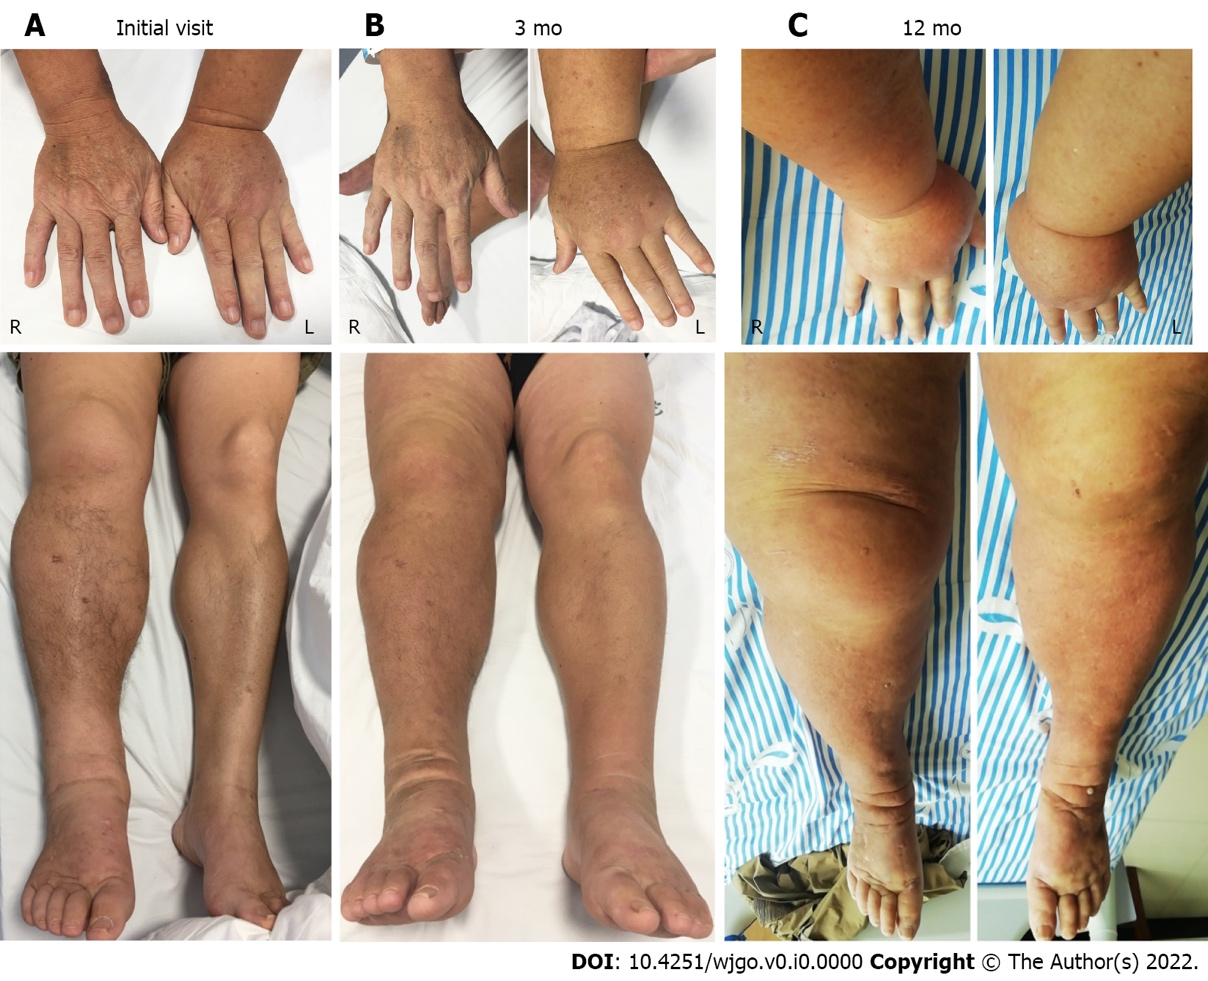 A Initial visit
B 3 mo
C 12 mo
R L
R L
R L
DOI: 10.4251/wjgo.v0.i0.0000 Copyright © The Author(s) 2022.